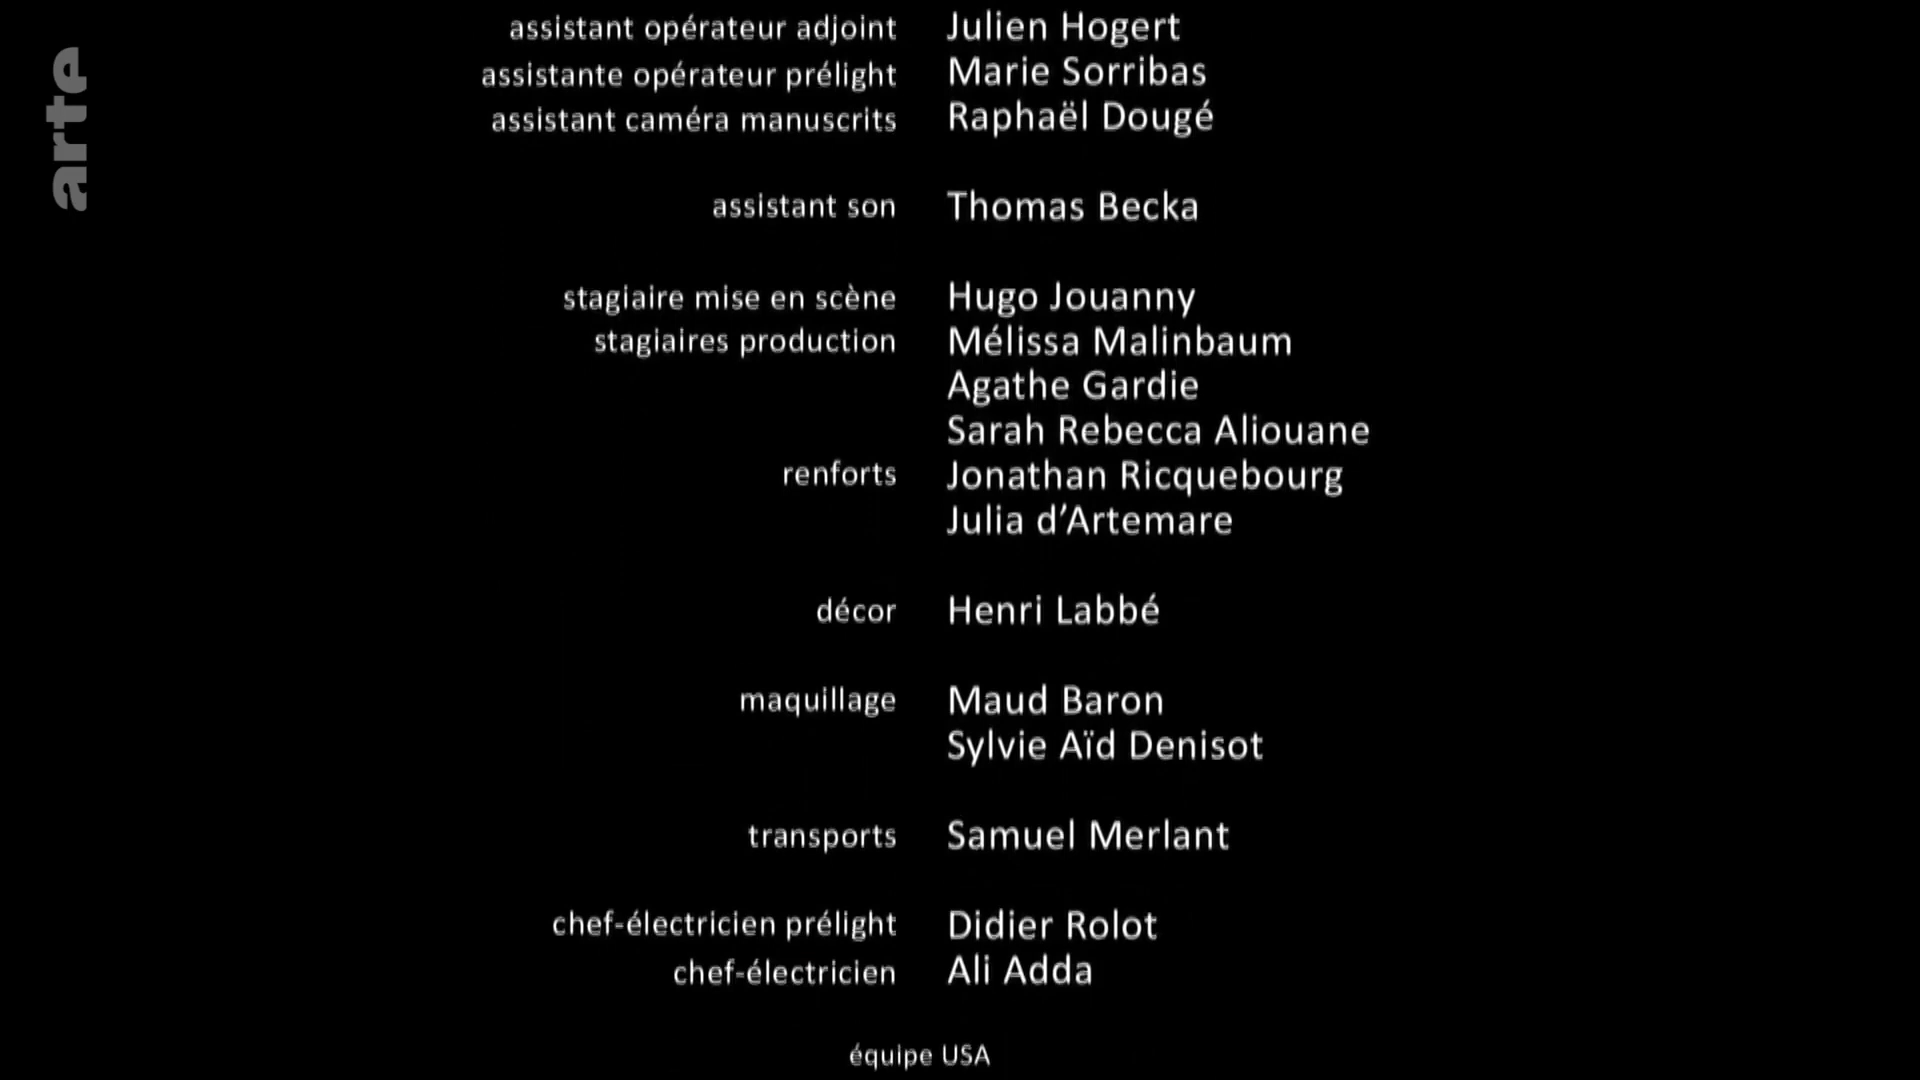 arte
assistant opérateur adjoint Julien Hogert
assistante opérateur prélight Marie Sorribas
assistant caméra manuscrits Raphaël Dougé
assistant son Thomas Becka
stagiaire mise en scène Hugo Jouanny
stagiaires production Mélissa Malinbaum
Agathe Gardie
Sarah Rebecca Aliouane
renforts Jonathan Ricquebourg
Julia d’Artemare
décor Henri Labbé
maquillage Maud Baron
Sylvie Aïd Denisot
transports Samuel Merlant
chef-électricien prélight Didier Rolot
chef-électricien Ali Adda
équipe USA